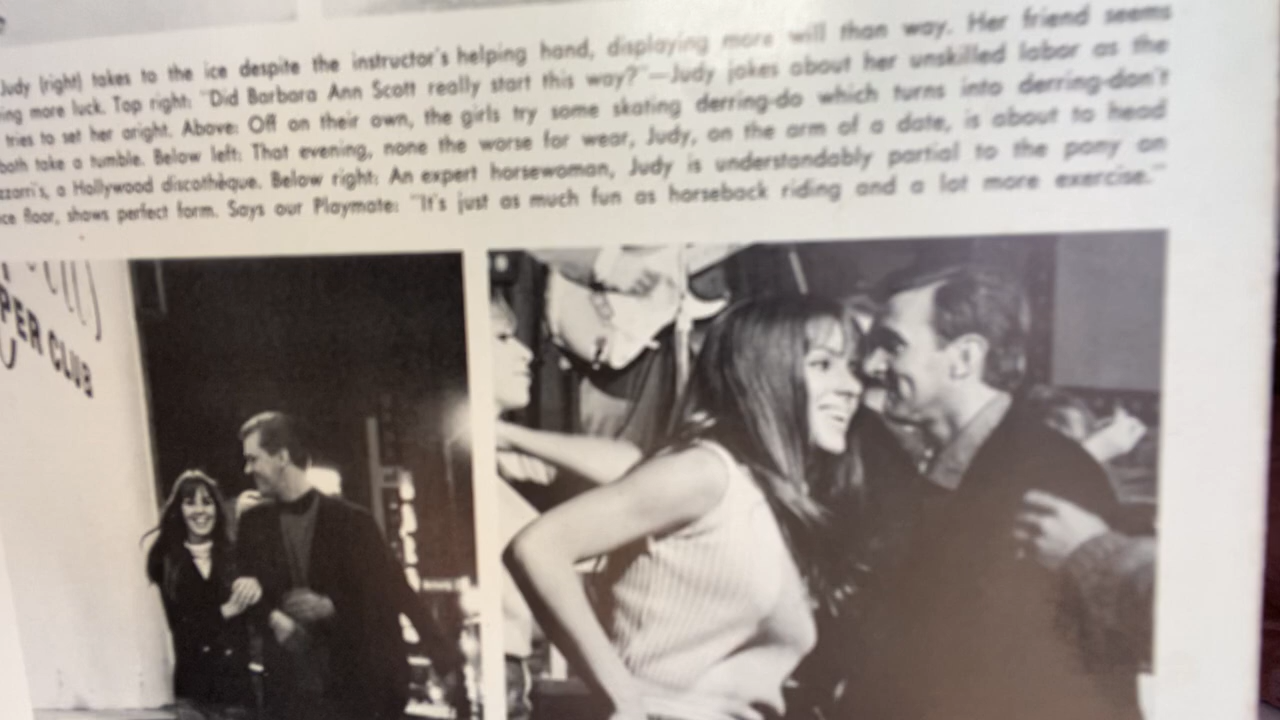 Judy (right) takes to the ice despite the instructor's helping hand, displaying more will than way. Her friend seems
ing more luck. Top right: "Did Barbara Ann Scott really start this way?"—Judy jokes about her unskilled labor as the
tries to set her aright. Above: Off on their own, the girls try some skating derring-do which turns into derring-don't
both take a tumble. Below left: That evening, none the worse for wear, Judy, on the arm of a date, is about to head
zzarri's, a Hollywood discothèque. Below right: An expert horsewoman, Judy is understandably partial to the pony on
ce floor, shows perfect form. Says our Playmate: "It's just as much fun as horseback riding and a lot more exercise."
PER CLUB